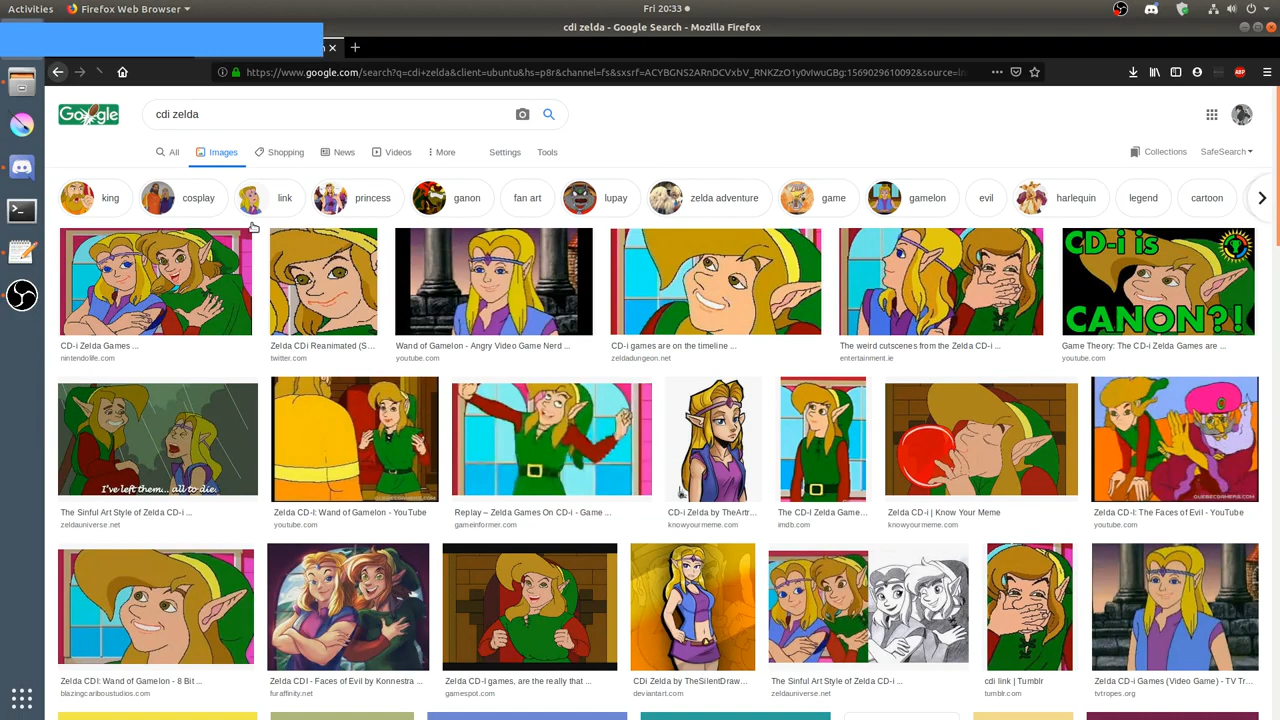 Activities Firefox Web Browser Fri 20:33
cdi zelda - Google Search - Mozilla Firefox
https://www.google.com/search?q=cdi+zelda&client=ubuntu&hs=p8r&channel=fs&sxsrf=
Google cdi zelda
All Images Shopping News Videos More Settings Tools Collections SafeSearch
king cosplay link princess ganon fan art lupay zelda adventure game gamelon evil harlequin legend cartoon
CD-i is
CANON?!
CD-i Zelda Games ... Zelda CDi Reanimated (S... Wand of Gamelon - Angry Video Game Nerd ... CD-i games are on the timeline ... The weird cutscenes from the Zelda CD-i ... Game Theory: The CD-i Zelda Games are ...
nintendolife.com twitter.com youtube.com zeldadungeon.net entertainment.ie youtube.com
I've left them... all to die.
QUEBECGAMERS.COM
The Sinful Art Style of Zelda CD-i ... Zelda CD-I: Wand of Gamelon - YouTube Replay – Zelda Games On CD-i - Game ... CD-i Zelda by TheArtr... The CD-I Zelda Game... Zelda CD-i | Know Your Meme Zelda CD-I: The Faces of Evil - YouTube
zeldauniverse.net youtube.com gameinformer.com knowyourmeme.com imdb.com knowyourmeme.com youtube.com
Zelda CDI: Wand of Gamelon - 8 Bit ... Zelda CDI - Faces of Evil by Konnestra ... Zelda CD-I games, are the really that ... CDi Zelda by TheSilentDraw... The Sinful Art Style of Zelda CD-i ... cdi link | Tumblr Zelda CD-i Games (Video Game) - TV Tr...
blazingcariboustudios.com furaffinity.net gamespot.com deviantart.com zeldauniverse.net tumblr.com tvtropes.org